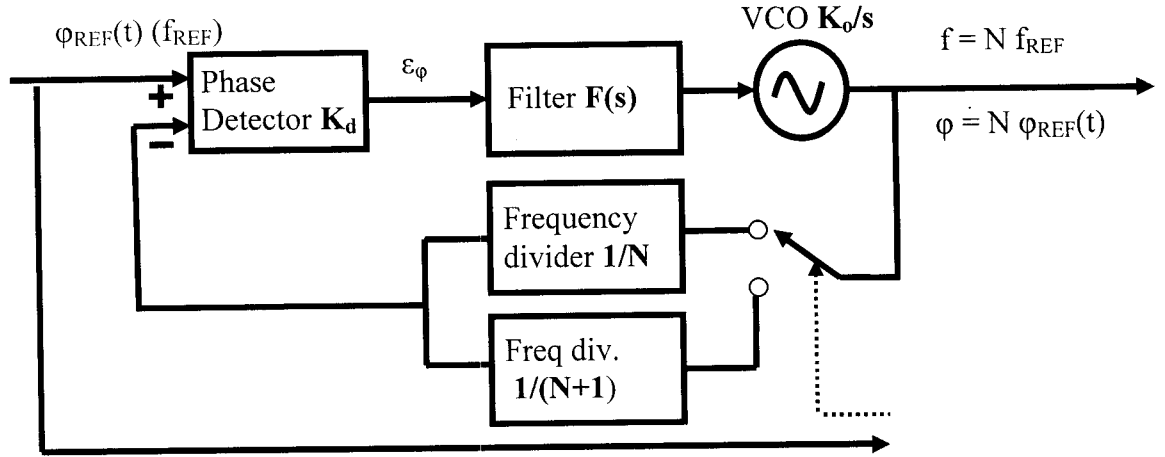 φREF(t) (fREF)
Phase
Detector Kd
+
−
εφ
Filter F(s)
VCO Ko/s
f = N fREF
φ = N φREF(t)
Frequency
divider 1/N
Freq div.
1/(N+1)